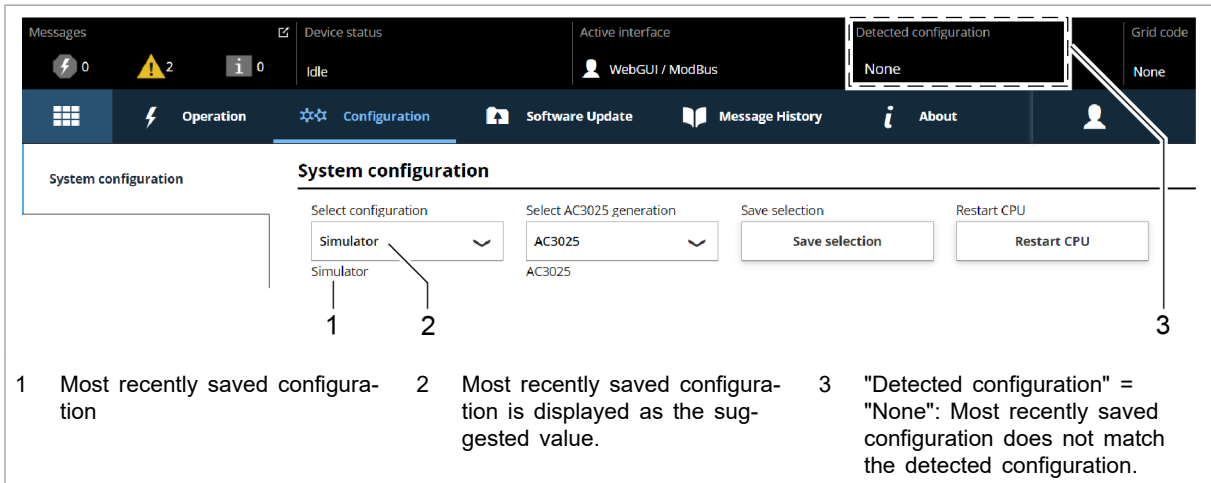 Messages Device status Active interface Detected configuration Grid code
0 2 i 0 Idle WebGUI / ModBus None None
Operation Configuration Software Update Message History i About
System configuration
System configuration
Select configuration Select AC3025 generation Save selection Restart CPU
Simulator AC3025 Save selection Restart CPU
Simulator AC3025
1 2 3
1 Most recently saved configura-
tion
2 Most recently saved configura-
tion is displayed as the sug-
gested value.
3 "Detected configuration" =
"None": Most recently saved
configuration does not match
the detected configuration.